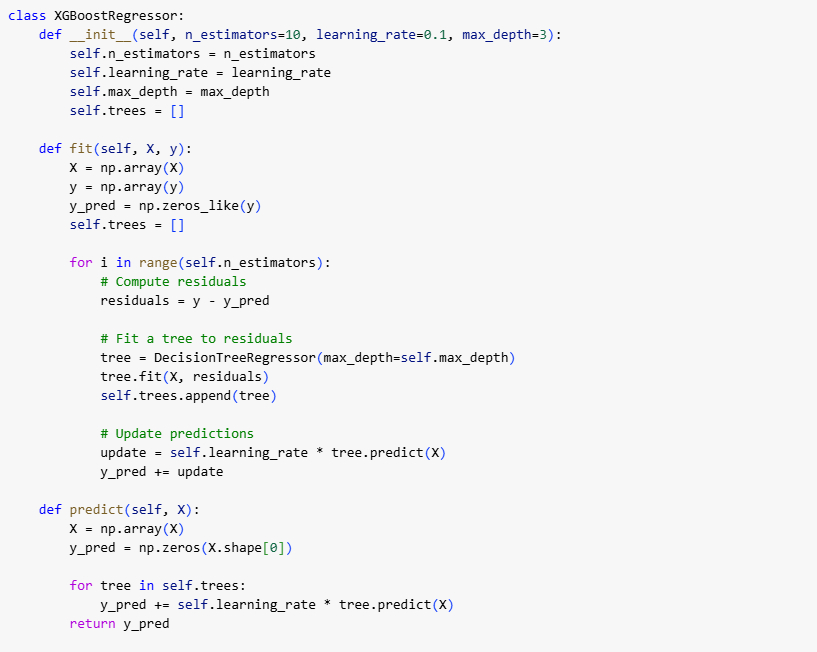 class XGBoostRegressor:
    def __init__(self, n_estimators=10, learning_rate=0.1, max_depth=3):
        self.n_estimators = n_estimators
        self.learning_rate = learning_rate
        self.max_depth = max_depth
        self.trees = []

    def fit(self, X, y):
        X = np.array(X)
        y = np.array(y)
        y_pred = np.zeros_like(y)
        self.trees = []

        for i in range(self.n_estimators):
            # Compute residuals
            residuals = y - y_pred

            # Fit a tree to residuals
            tree = DecisionTreeRegressor(max_depth=self.max_depth)
            tree.fit(X, residuals)
            self.trees.append(tree)

            # Update predictions
            update = self.learning_rate * tree.predict(X)
            y_pred += update

    def predict(self, X):
        X = np.array(X)
        y_pred = np.zeros(X.shape[0])

        for tree in self.trees:
            y_pred += self.learning_rate * tree.predict(X)
        return y_pred